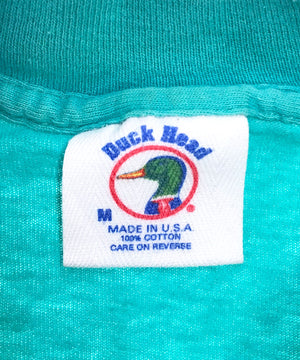 Duck Head
M ®
MADE IN U.S.A.
100% COTTON
CARE ON REVERSE